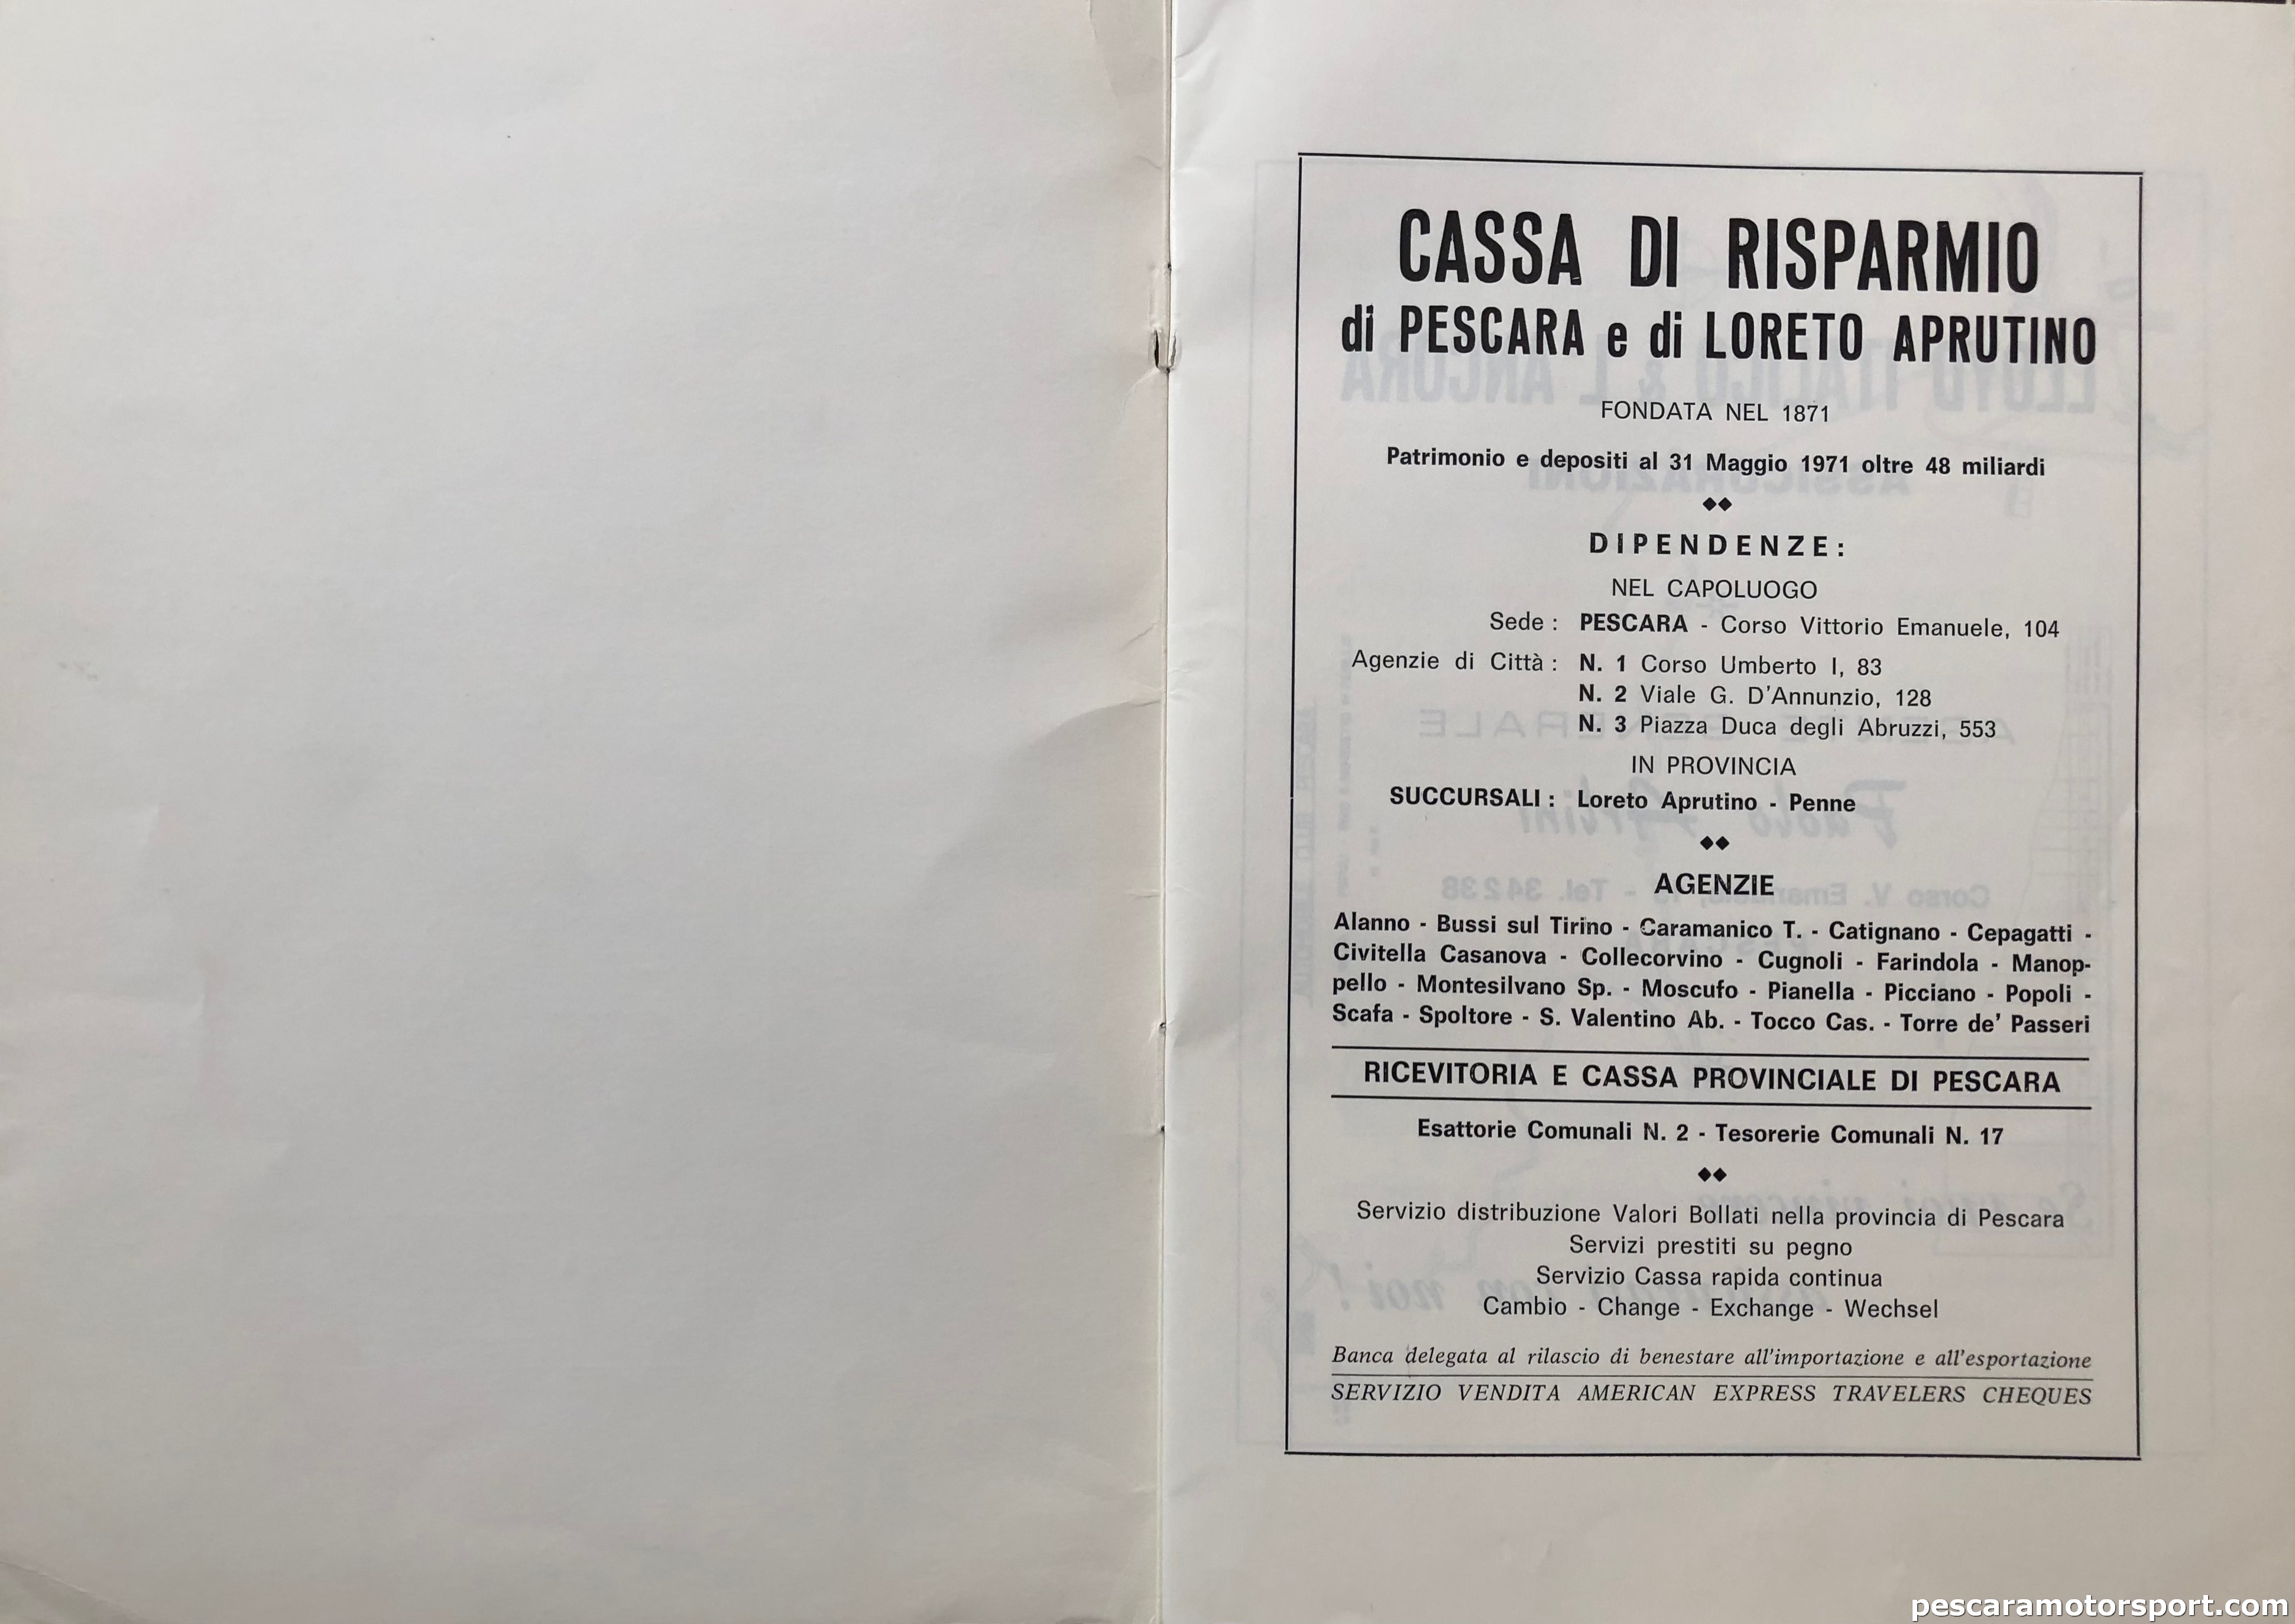 CASSA DI RISPARMIO
di PESCARA e di LORETO APRUTINO
FONDATA NEL 1871
Patrimonio e depositi al 31 Maggio 1971 oltre 48 miliardi
DIPENDENZE:
NEL CAPOLUOGO
Sede : PESCARA - Corso Vittorio Emanuele, 104
Agenzie di Città : N. 1 Corso Umberto I, 83
N. 2 Viale G. D'Annunzio, 128
N. 3 Piazza Duca degli Abruzzi, 553
IN PROVINCIA
SUCCURSALI : Loreto Aprutino - Penne
AGENZIE
Alanno - Bussi sul Tirino - Caramanico T. - Catignano - Cepagatti -
Civitella Casanova - Collecorvino - Cugnoli - Farindola - Manop-
pello - Montesilvano Sp. - Moscufo - Pianella - Picciano - Popoli -
Scafa - Spoltore - S. Valentino Ab. - Tocco Cas. - Torre de' Passeri
RICEVITORIA E CASSA PROVINCIALE DI PESCARA
Esattorie Comunali N. 2 - Tesorerie Comunali N. 17
Servizio distribuzione Valori Bollati nella provincia di Pescara
Servizi prestiti su pegno
Servizio Cassa rapida continua
Cambio - Change - Exchange - Wechsel
Banca delegata al rilascio di benestare all'importazione e all'esportazione
SERVIZIO VENDITA AMERICAN EXPRESS TRAVELERS CHEQUES
pescaramotorsport.com